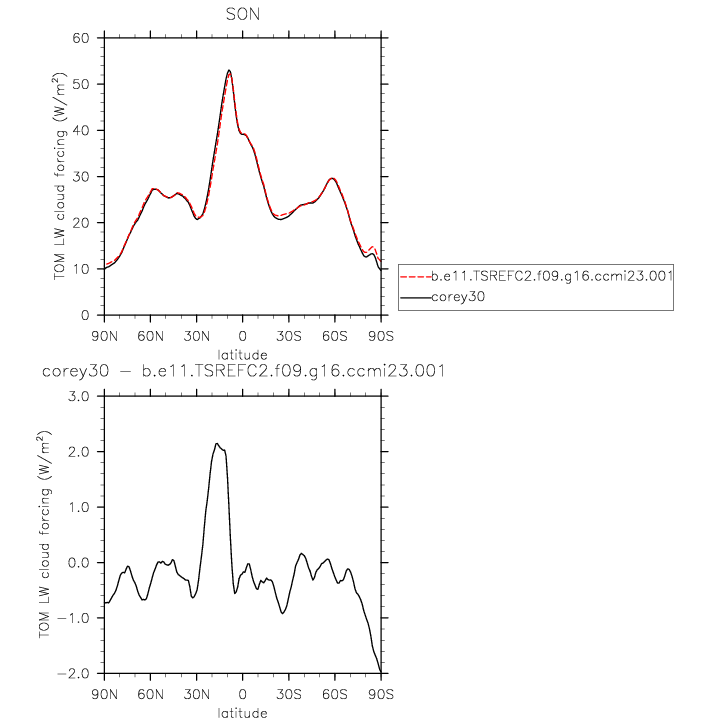 SON
TOM LW cloud forcing (W/m²)
60
50
40
30
20
10
0
90N 60N 30N 0 30S 60S 90S
latitude
b.e11.TSREFC2.f09.g16.ccmi23.001
corey30
corey30 − b.e11.TSREFC2.f09.g16.ccmi23.001
TOM LW cloud forcing (W/m²)
3.0
2.0
1.0
0.0
−1.0
−2.0
90N 60N 30N 0 30S 60S 90S
latitude